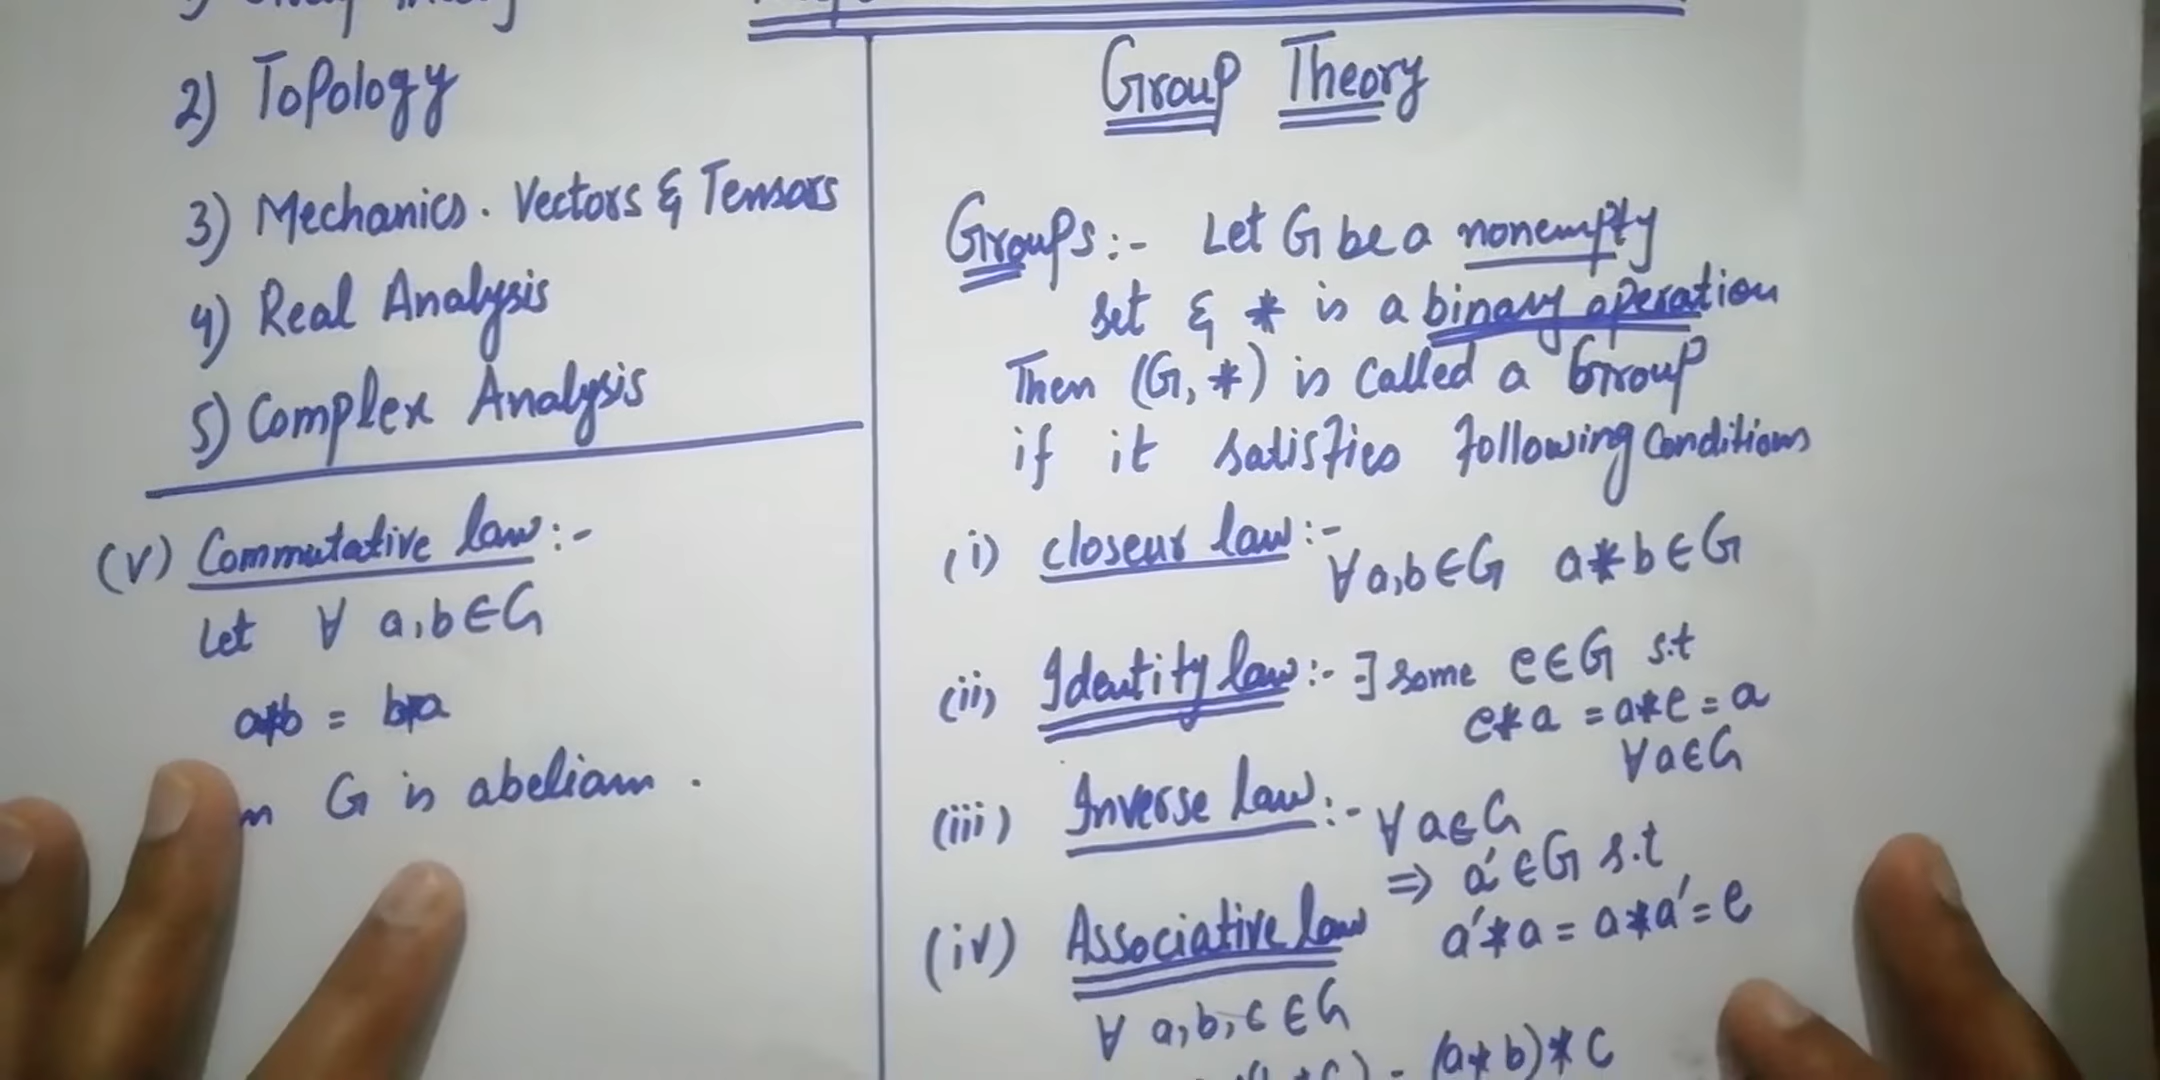 2) Topology
3) Mechanics. Vectors & Tensors
4) Real Analysis
5) Complex Analysis
(v) Commutative law:-
Let ∀ a,b∈G
a*b = b*a
G is abeliam .
Group Theory
Groups:- Let G be a nonempty
set & * is a binary operation
Then (G, *) is called a Group
if it satisfies following conditions
(i) closeur law:- ∀a,b∈G a*b∈G
(ii) Identity law:- ∃ some e∈G s.t
e*a = a*e = a
∀a∈G
(iii) Inverse law:- ∀a∈G
⇒ a'∈G s.t
a'*a = a*a' = e
(iv) Associative law
∀ a,b,c∈G
(a*b)*c